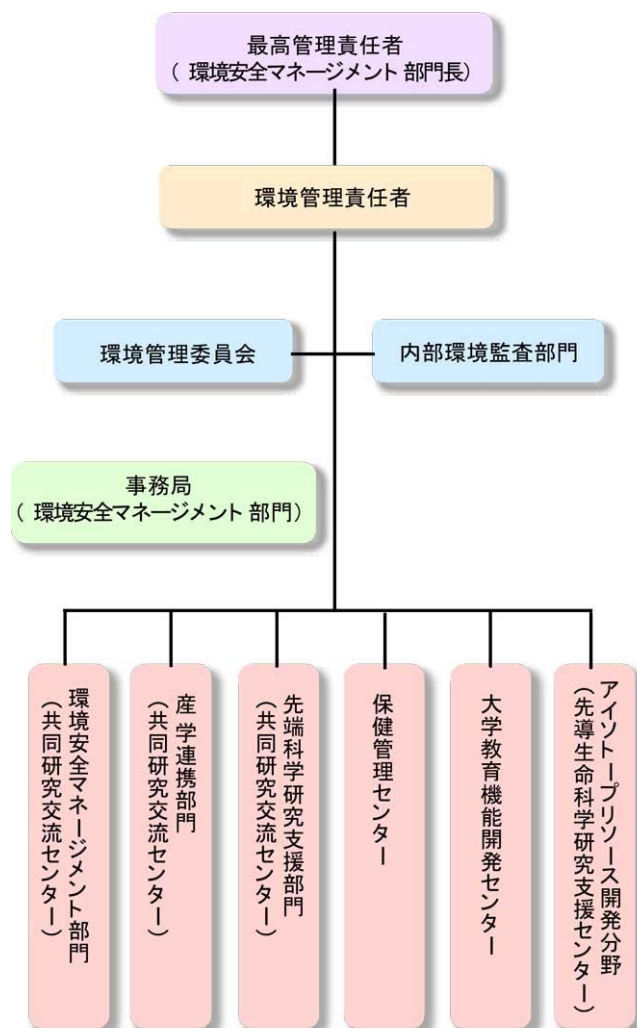 最高管理責任者
( 環境安全マネージメント 部門長)
環境管理責任者
環境管理委員会
内部環境監査部門
事務局
( 環境安全マネージメント 部門)
環境安全マネージメント部門
(共同研究交流センター)
産学連携部門
(共同研究交流センター)
先端科学研究支援部門
(共同研究交流センター)
保健管理センター
大学教育機能開発センター
アイソトープリソース開発分野
(先導生命科学研究支援センター)